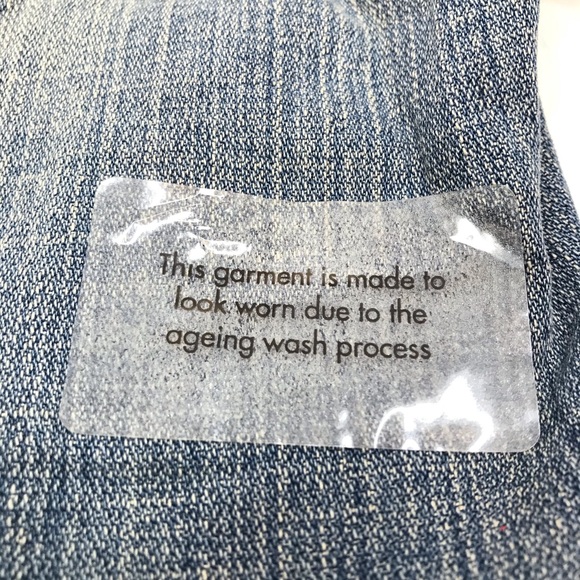 This garment is made to
look worn due to the
ageing wash process